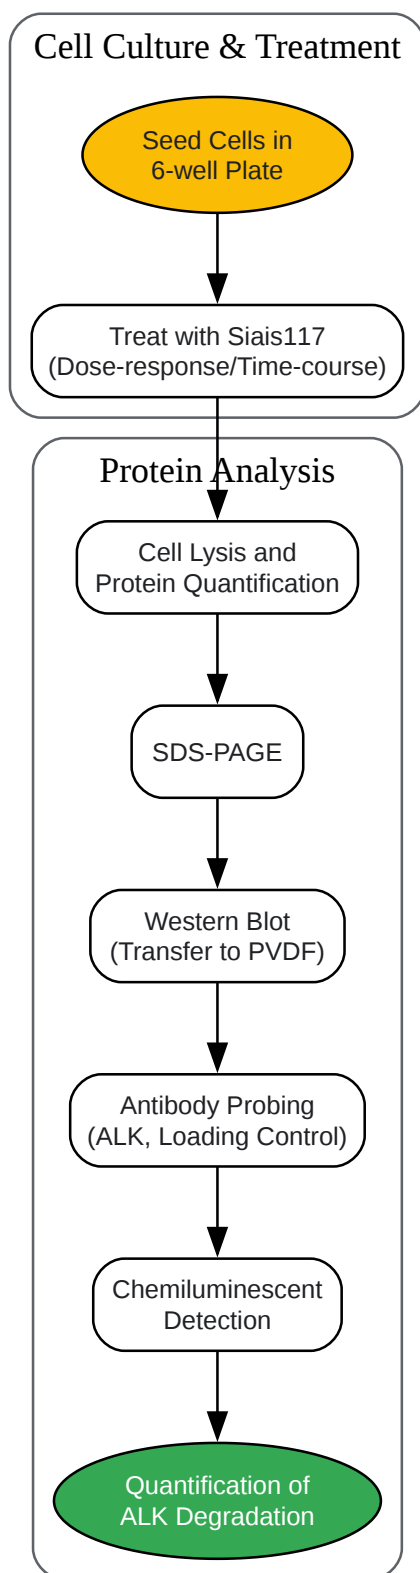 Cell Culture & Treatment
Seed Cells in
6-well Plate
Treat with Siais117
(Dose-response/Time-course)
Protein Analysis
Cell Lysis and
Protein Quantification
SDS-PAGE
Western Blot
(Transfer to PVDF)
Antibody Probing
(ALK, Loading Control)
Chemiluminescent
Detection
Quantification of
ALK Degradation